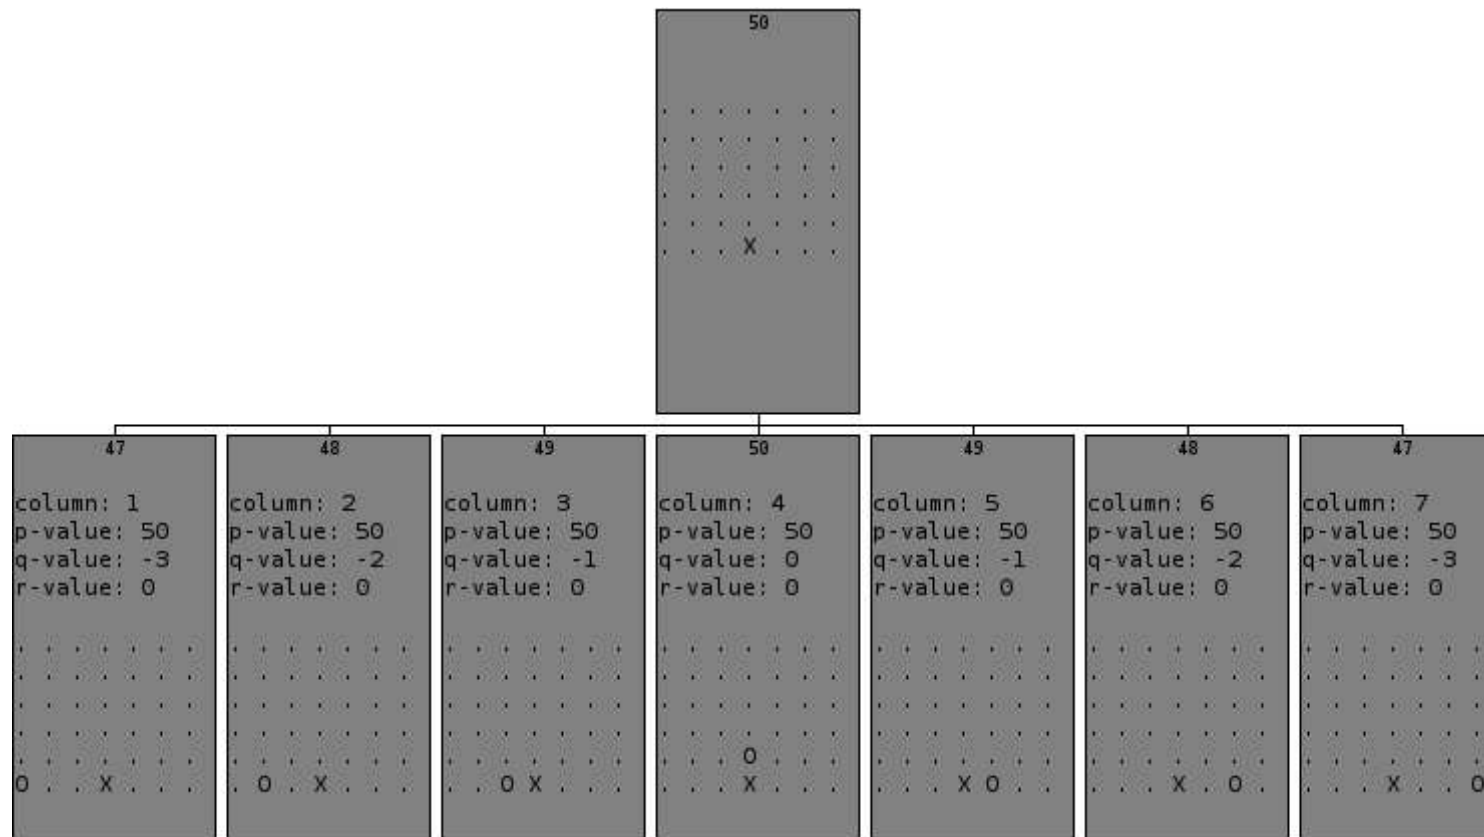 50
. . . . . . .
. . . . . . .
. . . . . . .
. . . . . . .
. . . . . . .
. . . X . . .
47
column: 1
p-value: 50
q-value: -3
r-value: 0
. . . . . . .
. . . . . . .
. . . . . . .
. . . . . . .
. . . . . . .
O . . X . . .
48
column: 2
p-value: 50
q-value: -2
r-value: 0
. . . . . . .
. . . . . . .
. . . . . . .
. . . . . . .
. . . . . . .
. O . X . . .
49
column: 3
p-value: 50
q-value: -1
r-value: 0
. . . . . . .
. . . . . . .
. . . . . . .
. . . . . . .
. . . . . . .
. . O X . . .
50
column: 4
p-value: 50
q-value: 0
r-value: 0
. . . . . . .
. . . . . . .
. . . . . . .
. . . . . . .
. . . O . . .
. . . X . . .
49
column: 5
p-value: 50
q-value: -1
r-value: 0
. . . . . . .
. . . . . . .
. . . . . . .
. . . . . . .
. . . . . . .
. . . X O . .
48
column: 6
p-value: 50
q-value: -2
r-value: 0
. . . . . . .
. . . . . . .
. . . . . . .
. . . . . . .
. . . . . . .
. . . X . O .
47
column: 7
p-value: 50
q-value: -3
r-value: 0
. . . . . . .
. . . . . . .
. . . . . . .
. . . . . . .
. . . . . . .
. . . X . . O